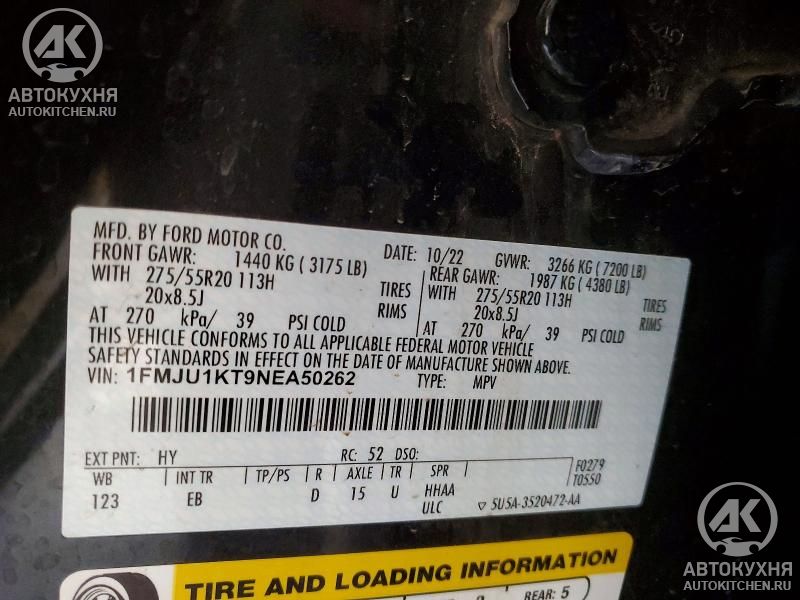 AK
АВТОКУХНЯ
AUTOKITCHEN.RU
MFD. BY FORD MOTOR CO. DATE: 10/22 GVWR: 3266 KG ( 7200 LB)
FRONT GAWR: 1440 KG ( 3175 LB) REAR GAWR: 1987 KG ( 4380 LB)
WITH 275/55R20 113H TIRES WITH 275/55R20 113H TIRES
20x8.5J RIMS 20x8.5J RIMS
AT 270 kPa/ 39 PSI COLD AT 270 kPa/ 39 PSI COLD
THIS VEHICLE CONFORMS TO ALL APPLICABLE FEDERAL MOTOR VEHICLE
SAFETY STANDARDS IN EFFECT ON THE DATE OF MANUFACTURE SHOWN ABOVE.
VIN: 1FMJU1KT9NEA50262 TYPE: MPV
EXT PNT: HY RC: 52 DSO: F0279
WB INT TR TP/PS R AXLE TR SPR T0550
123 EB D 15 U HHAA
ULC 5U5A-3520472-AA
TIRE AND LOADING INFORMATION
REAR: 5
AK
АВТОКУХНЯ
AUTOKITCHEN.RU